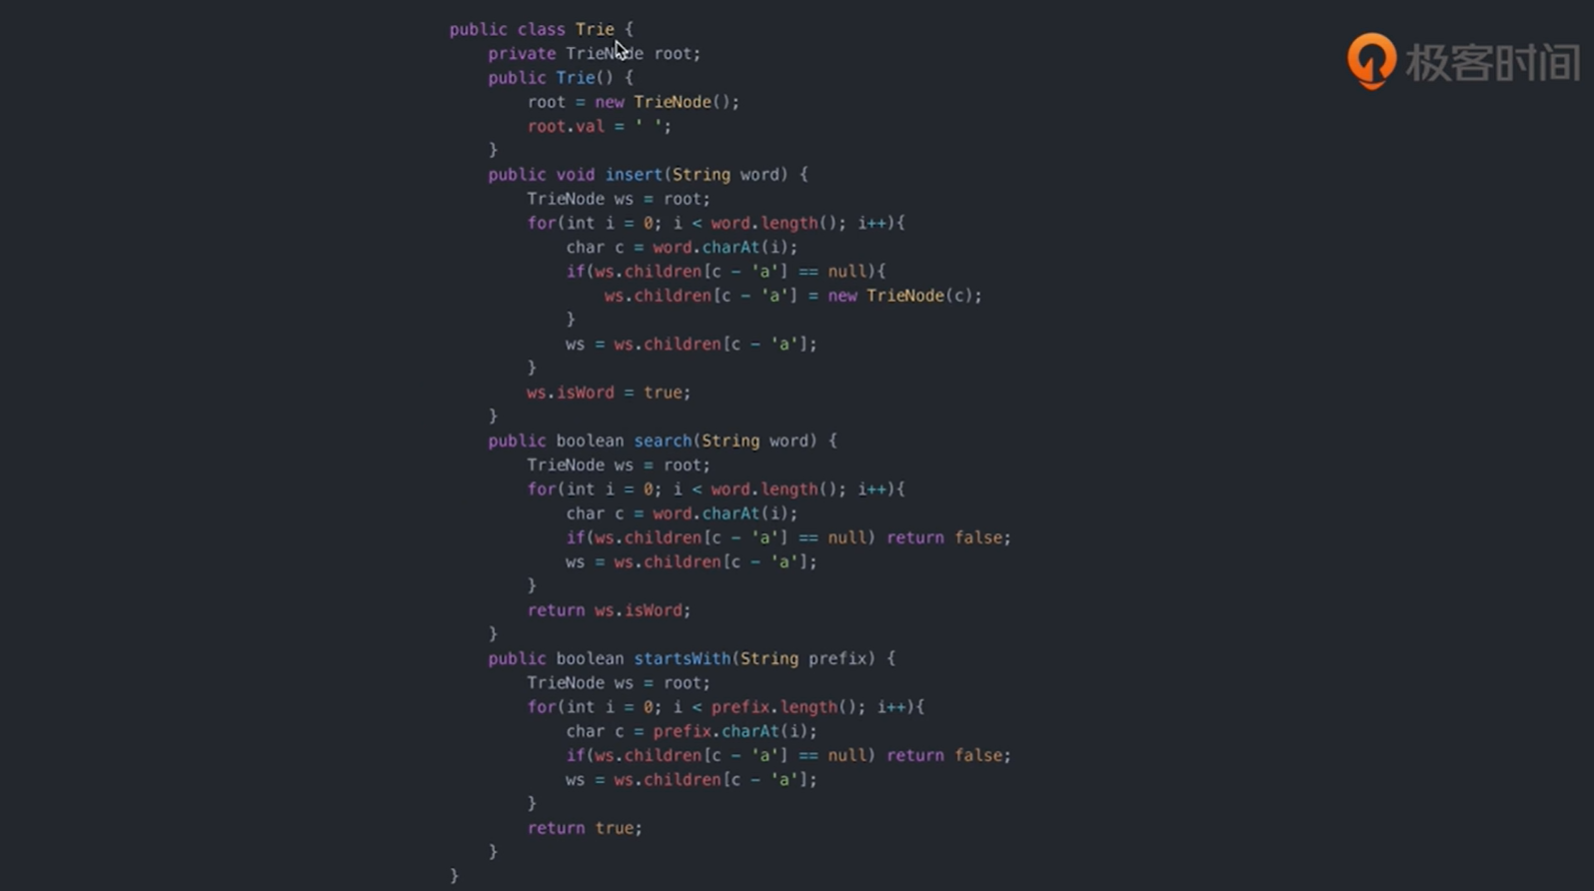 public class Trie {
    private TrieNode root;
    public Trie() {
        root = new TrieNode();
        root.val = ' ';
    }
    public void insert(String word) {
        TrieNode ws = root;
        for(int i = 0; i < word.length(); i++){
            char c = word.charAt(i);
            if(ws.children[c - 'a'] == null){
                ws.children[c - 'a'] = new TrieNode(c);
            }
            ws = ws.children[c - 'a'];
        }
        ws.isWord = true;
    }
    public boolean search(String word) {
        TrieNode ws = root;
        for(int i = 0; i < word.length(); i++){
            char c = word.charAt(i);
            if(ws.children[c - 'a'] == null) return false;
            ws = ws.children[c - 'a'];
        }
        return ws.isWord;
    }
    public boolean startsWith(String prefix) {
        TrieNode ws = root;
        for(int i = 0; i < prefix.length(); i++){
            char c = prefix.charAt(i);
            if(ws.children[c - 'a'] == null) return false;
            ws = ws.children[c - 'a'];
        }
        return true;
    }
}
极客时间